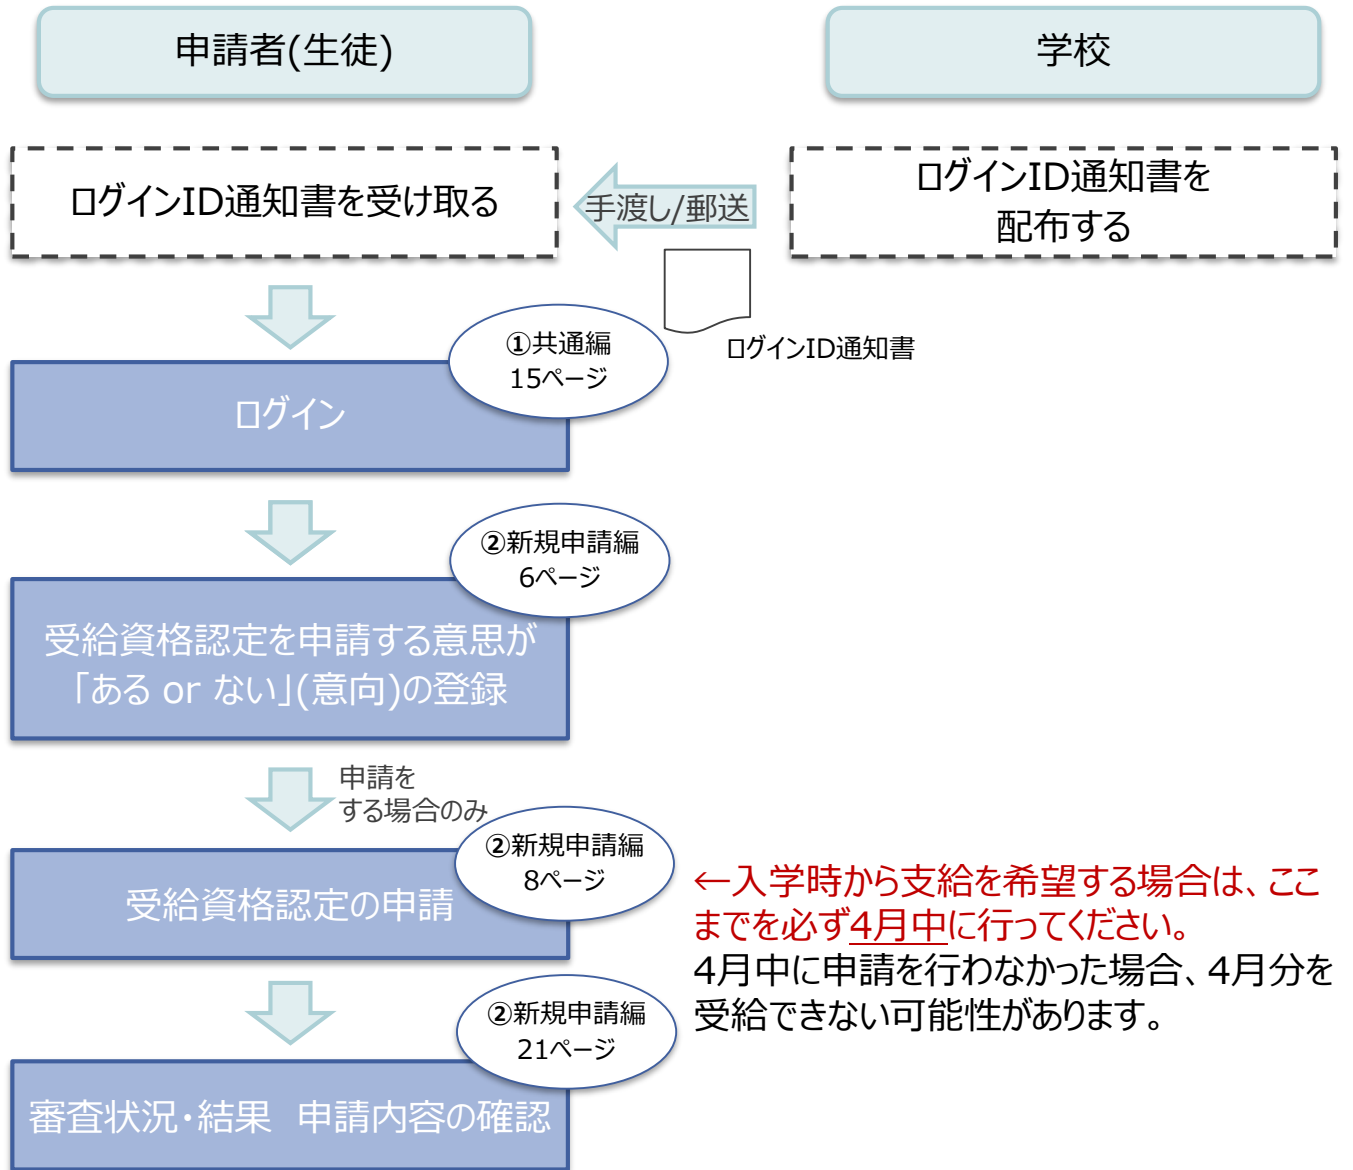 申請者(生徒)
学校
ログインID通知書を受け取る
手渡し/郵送
ログインID通知書を
配布する
ログインID通知書
①共通編
15ページ
ログイン
②新規申請編
6ページ
受給資格認定を申請する意思が
「ある or ない」(意向)の登録
申請を
する場合のみ
②新規申請編
8ページ
受給資格認定の申請
←入学時から支給を希望する場合は、ここ
までを必ず4月中に行ってください。
4月中に申請を行わなかった場合、4月分を
受給できない可能性があります。
②新規申請編
21ページ
審査状況・結果　申請内容の確認